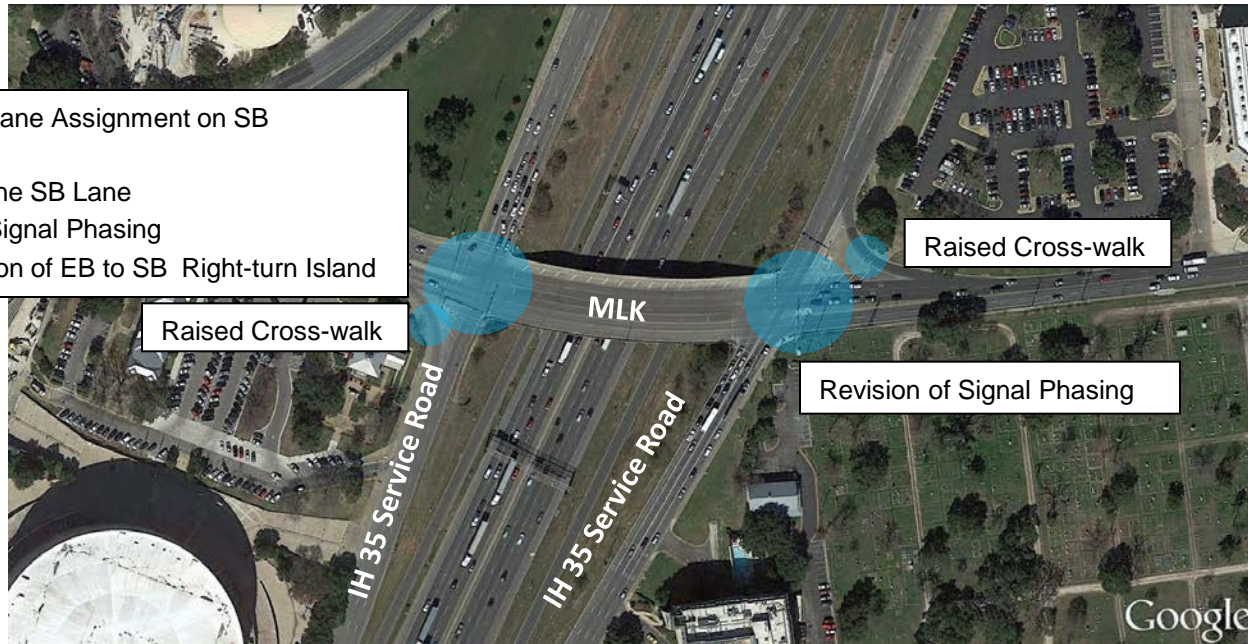 ane Assignment on SB
ne SB Lane
Signal Phasing
on of EB to SB Right-turn Island
Raised Cross-walk
Raised Cross-walk
MLK
Revision of Signal Phasing
IH 35 Service Road
IH 35 Service Road
Google